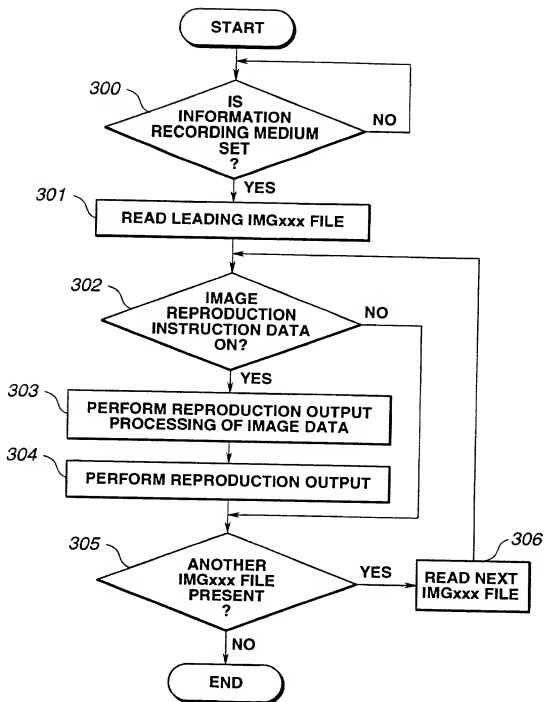 START
300
IS
INFORMATION
RECORDING MEDIUM
SET
?
NO
YES
301
READ LEADING IMGxxx FILE
302
IMAGE
REPRODUCTION
INSTRUCTION DATA
ON?
NO
YES
303
PERFORM REPRODUCTION OUTPUT
PROCESSING OF IMAGE DATA
304
PERFORM REPRODUCTION OUTPUT
305
ANOTHER
IMGxxx FILE
PRESENT
?
YES
306
READ NEXT
IMGxxx FILE
NO
END